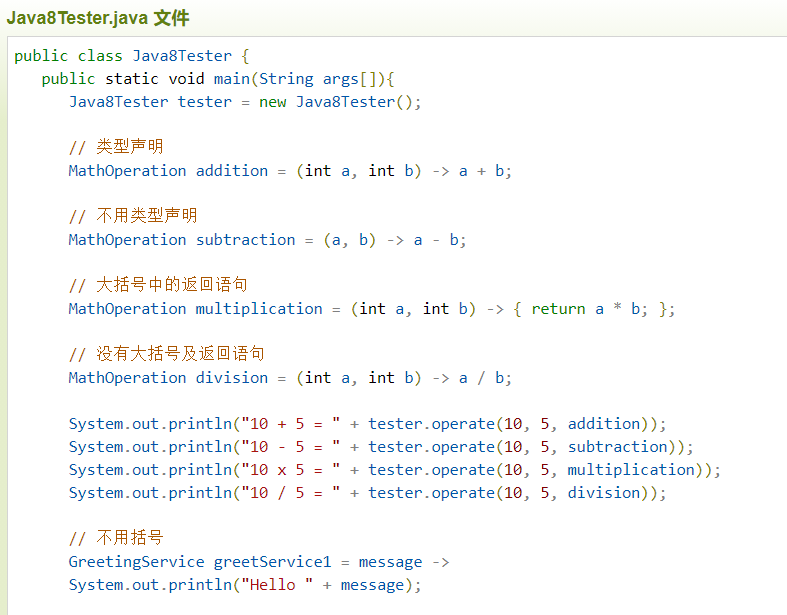 Java8Tester.java 文件
public class Java8Tester {
   public static void main(String args[]){
      Java8Tester tester = new Java8Tester();
      // 类型声明
      MathOperation addition = (int a, int b) -> a + b;
      // 不用类型声明
      MathOperation subtraction = (a, b) -> a - b;
      // 大括号中的返回语句
      MathOperation multiplication = (int a, int b) -> { return a * b; };
      // 没有大括号及返回语句
      MathOperation division = (int a, int b) -> a / b;
      System.out.println("10 + 5 = " + tester.operate(10, 5, addition));
      System.out.println("10 - 5 = " + tester.operate(10, 5, subtraction));
      System.out.println("10 x 5 = " + tester.operate(10, 5, multiplication));
      System.out.println("10 / 5 = " + tester.operate(10, 5, division));
      // 不用括号
      GreetingService greetService1 = message ->
      System.out.println("Hello " + message);